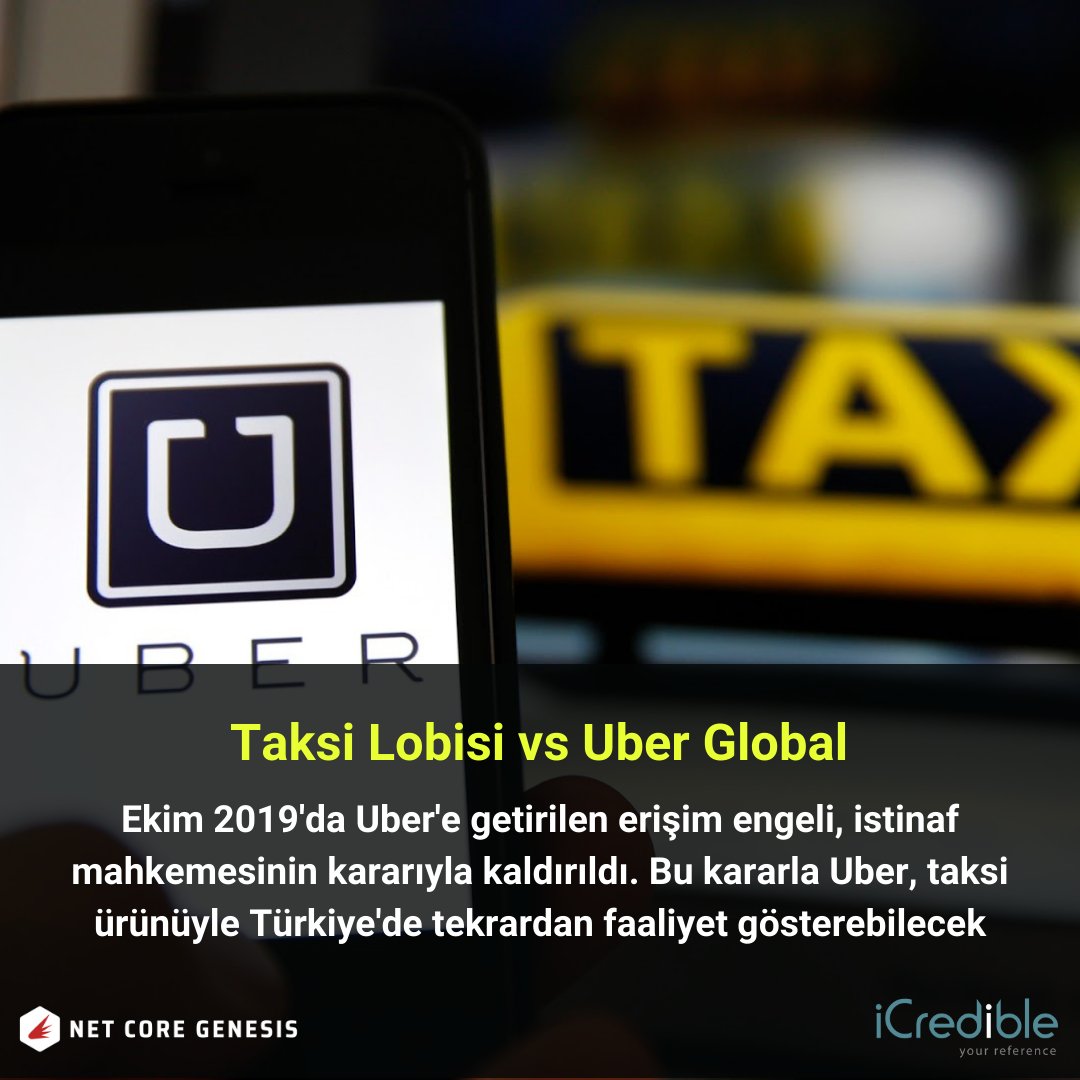 U
UBER
TAX
Taksi Lobisi vs Uber Global
Ekim 2019'da Uber'e getirilen erişim engeli, istinaf
mahkemesinin kararıyla kaldırıldı. Bu kararla Uber, taksi
ürünüyle Türkiye'de tekrardan faaliyet gösterebilecek
NET CORE GENESIS
iCredible
your reference